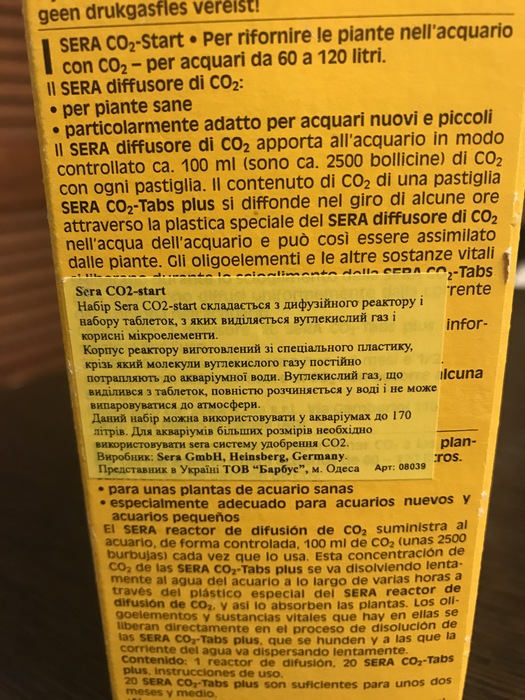 geen drukgasfles vereist!
SERA CO₂-Start • Per rifornire le piante nell'acquario
con CO₂ – per acquari da 60 a 120 litri.
Il SERA diffusore di CO₂:
• per piante sane
• particolarmente adatto per acquari nuovi e piccoli
Il SERA diffusore di CO₂ apporta all'acquario in modo
controllato ca. 100 ml (sono ca. 2500 bollicine) di CO₂
con ogni pastiglia. Il contenuto di CO₂ di una pastiglia
SERA CO₂-Tabs plus si diffonde nel giro di alcune ore
attraverso la plastica speciale del SERA diffusore di CO₂
nell'acqua dell'acquario e può così essere assimilato
dalle piante. Gli oligoelementi e le altre sostanze vitali
si liberano durante lo scioglimento della SERA CO₂-Tabs
rrente
infor-
lcuna
plan-
ros.
Sera CO2-start
Набір Sera CO2-start складається з дифузійного реактору і
набору таблеток, з яких виділяється вуглекислий газ і
корисні мікроелементи.
Корпус реактору виготовлений зі спеціального пластику,
крізь який молекули вуглекислого газу постійно
потрапляють до акваріумної води. Вуглекислий газ, що
виділився з таблеток, повністю розчиняється у воді і не може
випаровуватися до атмосфери.
Даний набір можна використовувати у акваріумах до 170
літрів. Для акваріумів більших розмірів необхідно
використовувати sera систему удобрення CO2.
Виробник: Sera GmbH, Heinsberg, Germany.
Представник в Україні ТОВ “Барбус”, м. Одеса Арт: 08039
• para unas plantas de acuario sanas
• especialmente adecuado para acuarios nuevos y
acuarios pequeños
El SERA reactor de difusión de CO₂ suministra al
acuario, de forma controlada, 100 ml de CO₂ (unas 2500
burbujas) cada vez que lo usa. Esta concentración de
CO₂ de las SERA CO₂-Tabs plus se va disolviendo lenta-
mente al agua del acuario a lo largo de varias horas a
través del plástico especial del SERA reactor de
difusión de CO₂, y así lo absorben las plantas. Los oli-
goelementos y sustancias vitales que hay en ellas se
liberan directamente en el proceso de disolución de
las SERA CO₂-Tabs plus, que se hunden y a las que la
corriente del agua va dispersando lentamente.
Contenido: 1 reactor de difusión, 20 SERA CO₂-Tabs
plus, instrucciones de uso.
20 SERA CO₂-Tabs plus son suficientes para unos dos
meses y medio.